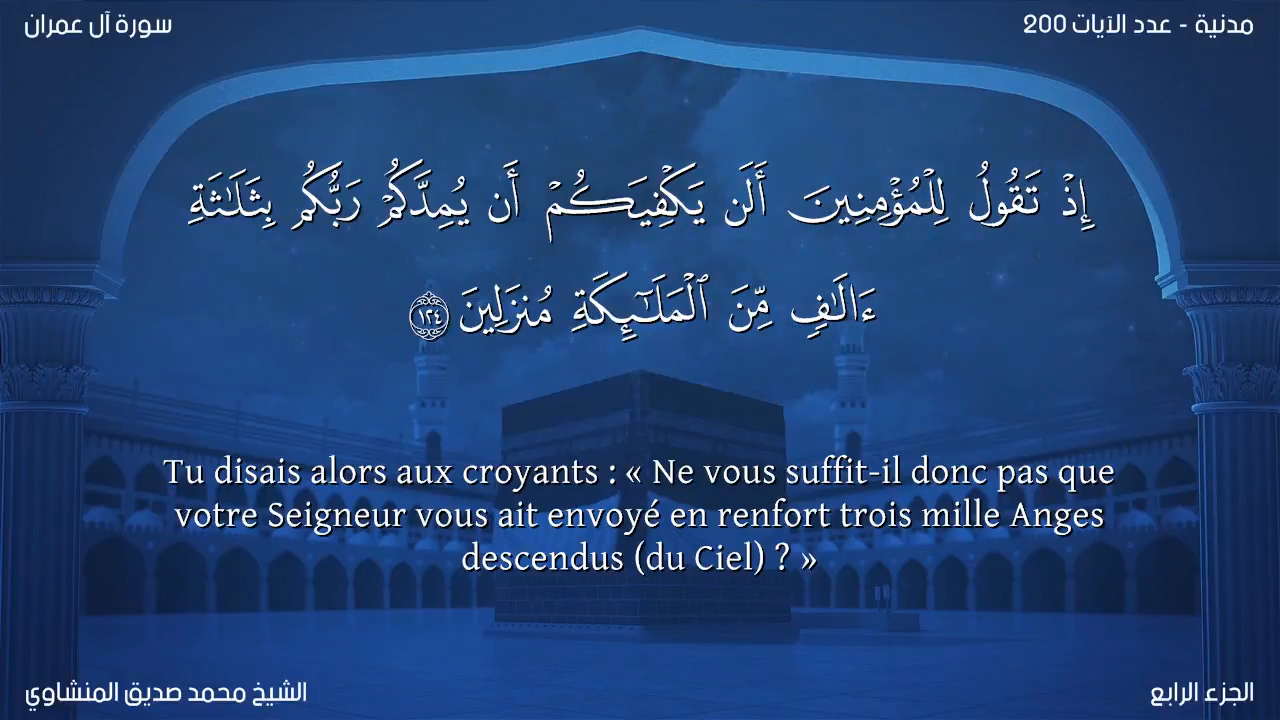 سورة آل عمران
مدنية - عدد الآيات 200
إِذْ تَقُولُ لِلْمُؤْمِنِينَ أَلَن يَكْفِيَكُمْ أَن يُمِدَّكُمْ رَبُّكُم بِثَلَٰثَةِ
ءَالَٰفٍ مِّنَ ٱلْمَلَٰٓئِكَةِ مُنزَلِينَ ١٢٤
Tu disais alors aux croyants : « Ne vous suffit-il donc pas que
votre Seigneur vous ait envoyé en renfort trois mille Anges
descendus (du Ciel) ? »
الشيخ محمد صديق المنشاوي
الجزء الرابع